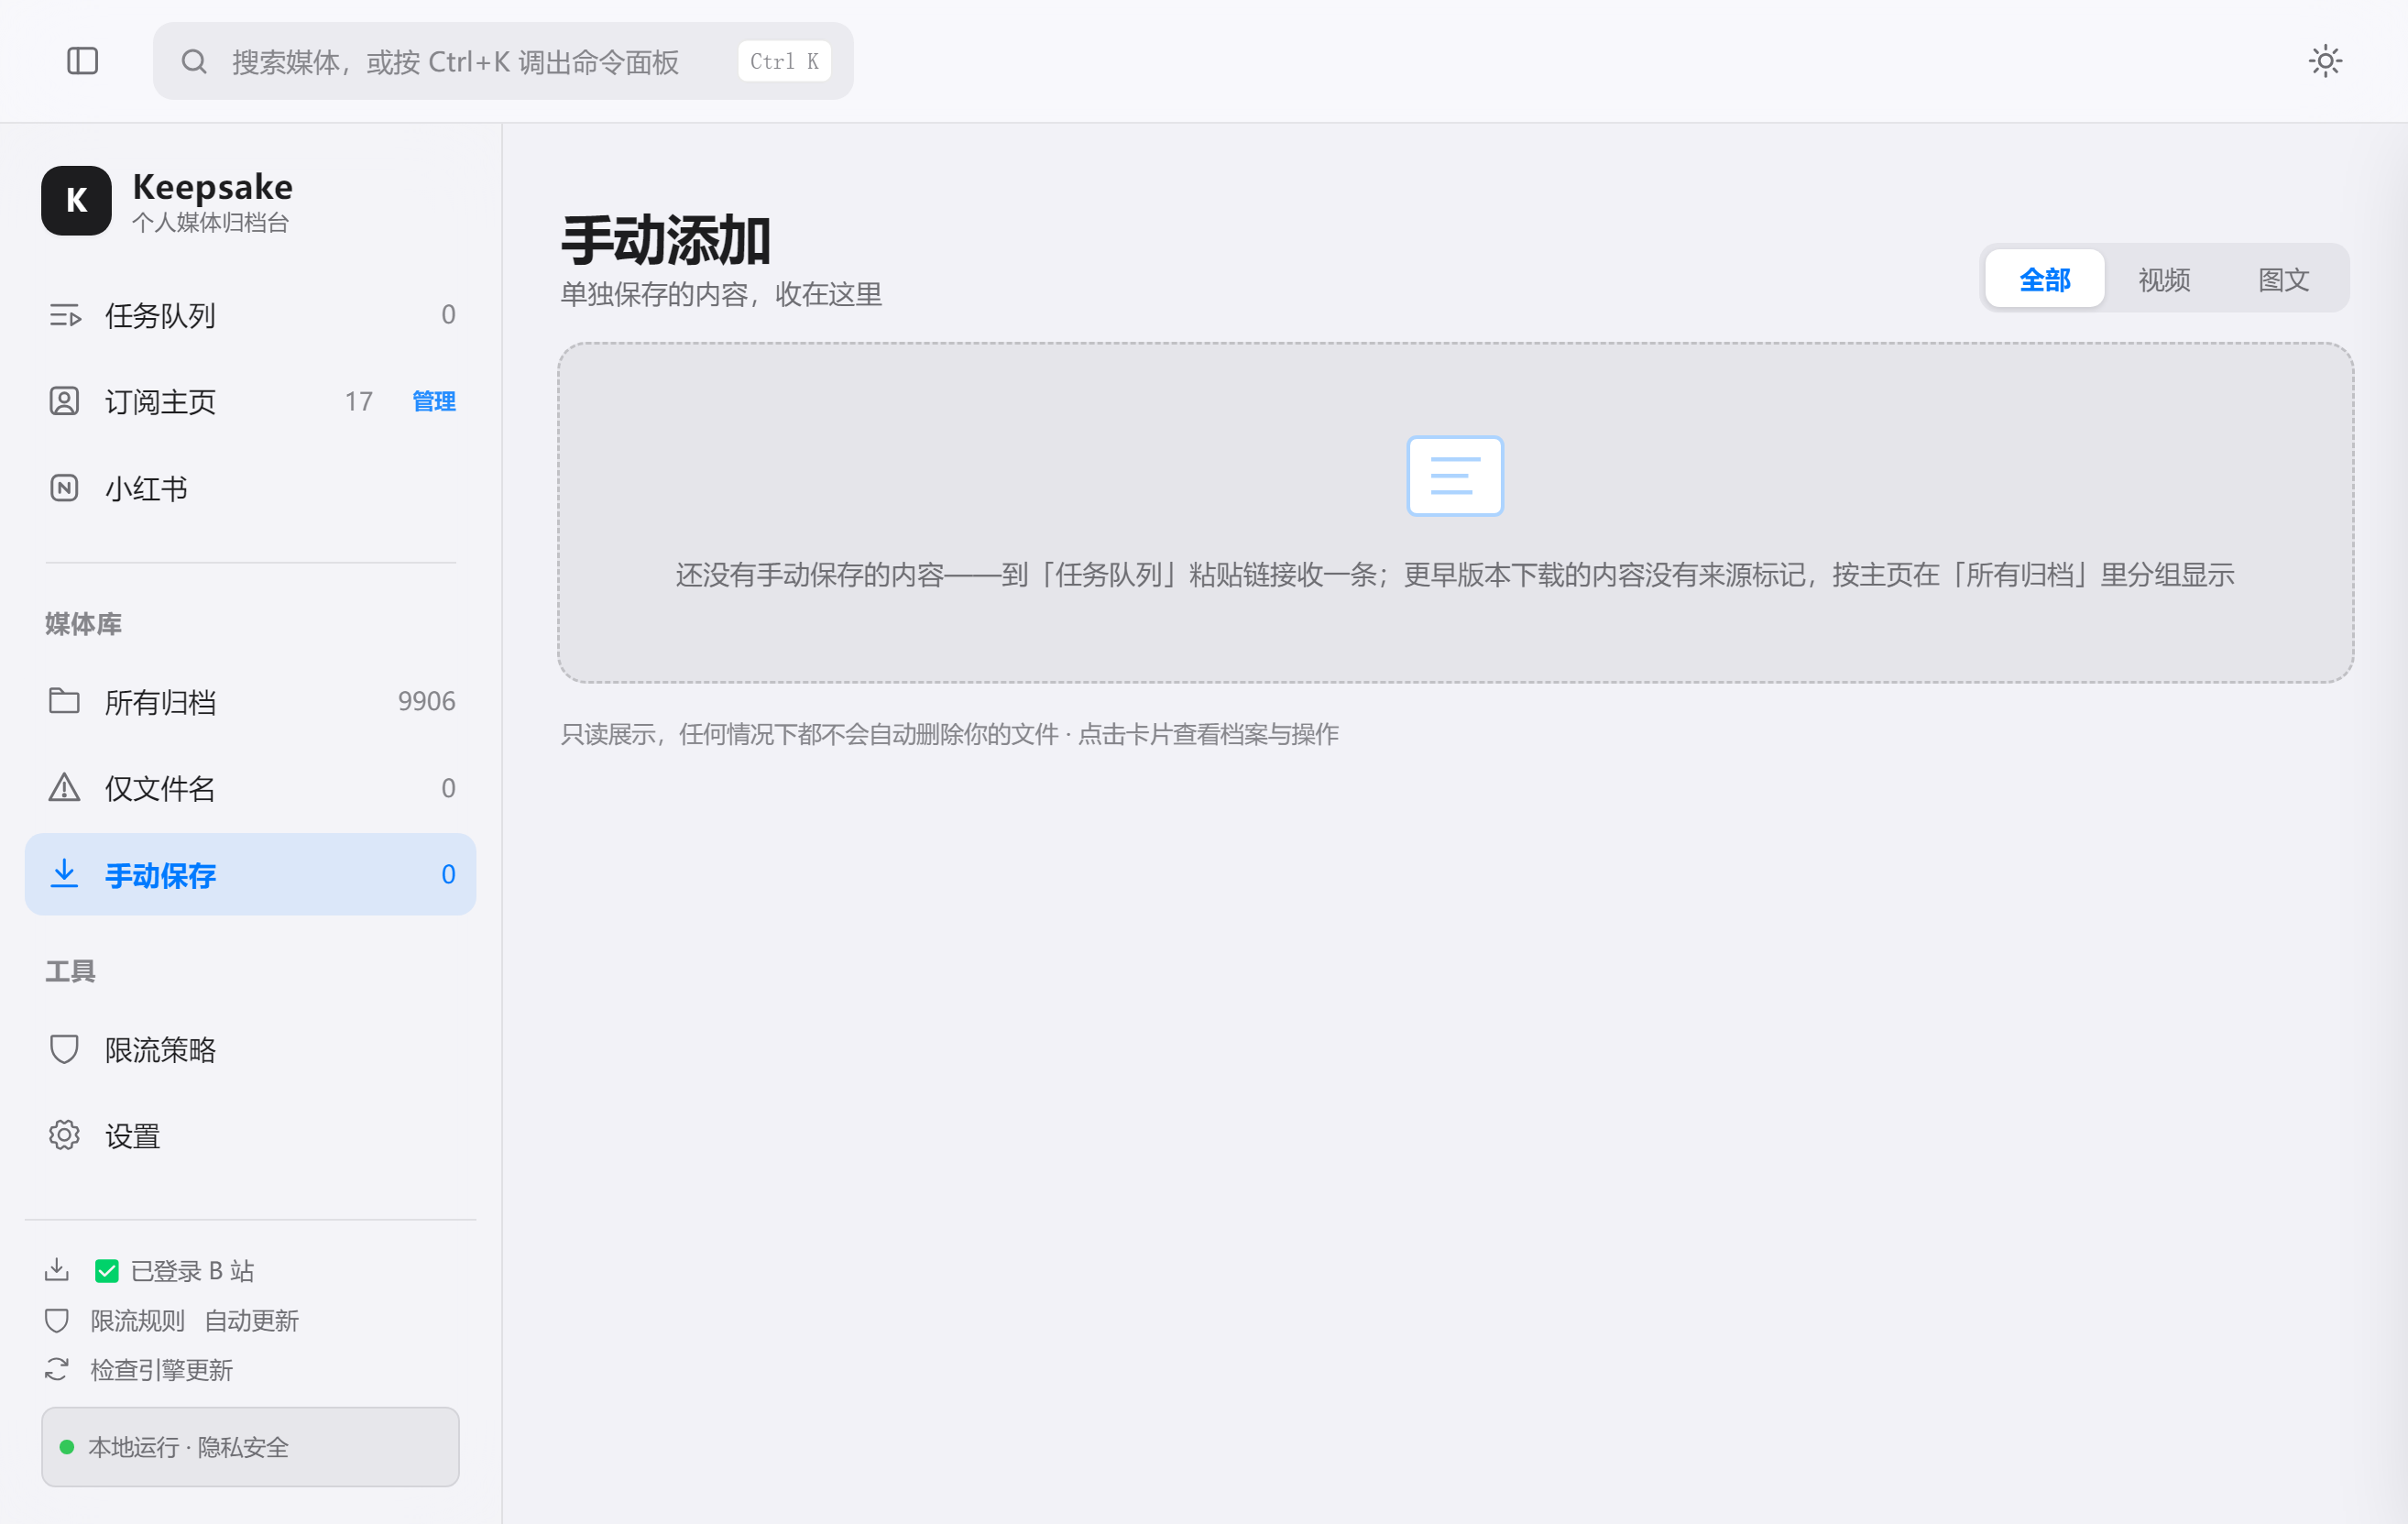 搜索媒体，或按 Ctrl+K 调出命令面板 Ctrl K
K
Keepsake
个人媒体归档台
任务队列 0
订阅主页 17 管理
小红书
媒体库
所有归档 9906
仅文件名 0
手动保存 0
工具
限流策略
设置
已登录 B 站
限流规则 自动更新
检查引擎更新
本地运行 · 隐私安全
手动添加
单独保存的内容，收在这里
全部 视频 图文
还没有手动保存的内容——到「任务队列」粘贴链接收一条；更早版本下载的内容没有来源标记，按主页在「所有归档」里分组显示
只读展示，任何情况下都不会自动删除你的文件 · 点击卡片查看档案与操作